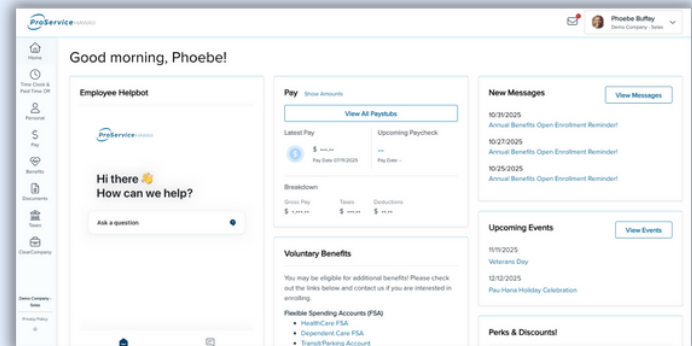 ProService HAWAII
Phoebe Buffay
Demo Company - Sales
Home
Time Clock &
Paid Time Off
Personal
Pay
Benefits
Documents
Taxes
ClearCompany
Demo Company -
Sales
Privacy Policy
Good morning, Phoebe!
Employee Helpbot
ProService HAWAII
Hi there 👋
How can we help?
Ask a question
Pay Show Amounts
View All Paystubs
Latest Pay
$ ---.--
Pay Date 07/11/2025
Upcoming Paycheck
--
Pay Date -
Breakdown
Gross Pay Taxes Deductions
$ -,---.-- $ ---.-- $ --.--
Voluntary Benefits
You may be eligible for additional benefits! Please check
out the links below and contact us if you are interested in
enrolling.
Flexible Spending Accounts (FSA)
• HealthCare FSA
• Dependent Care FSA
• Transit/Parking Account
New Messages
View Messages
10/31/2025
Annual Benefits Open Enrollment Reminder!
10/27/2025
Annual Benefits Open Enrollment Reminder!
10/25/2025
Annual Benefits Open Enrollment Reminder!
Upcoming Events
View Events
11/11/2025
Veterans Day
12/12/2025
Pau Hana Holiday Celebration
Perks & Discounts!